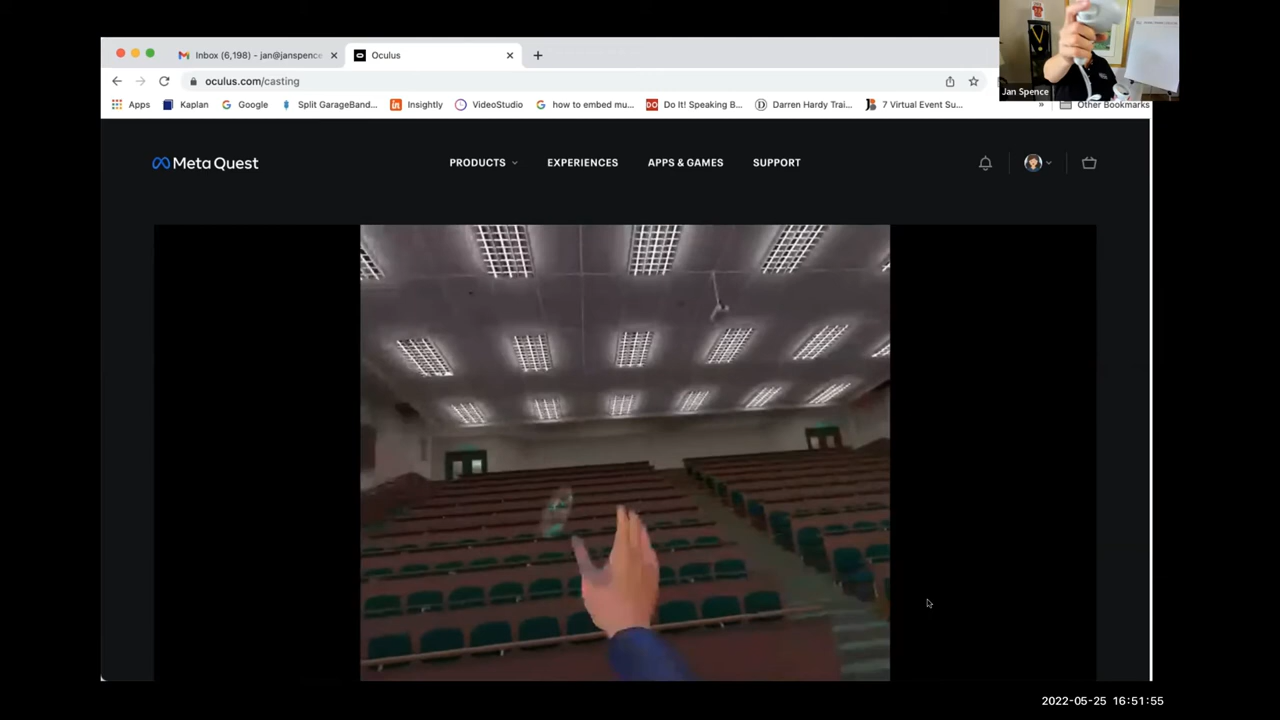 Inbox (6,198) - jan@janspence
Oculus
oculus.com/casting
Apps
Kaplan
Google
Split GarageBand...
Insightly
VideoStudio
how to embed mu...
Do It! Speaking B...
Darren Hardy Trai...
7 Virtual Event Su...
»
Other Bookmarks
Jan Spence
Meta Quest
PRODUCTS
EXPERIENCES
APPS & GAMES
SUPPORT
2022-05-25 16:51:55